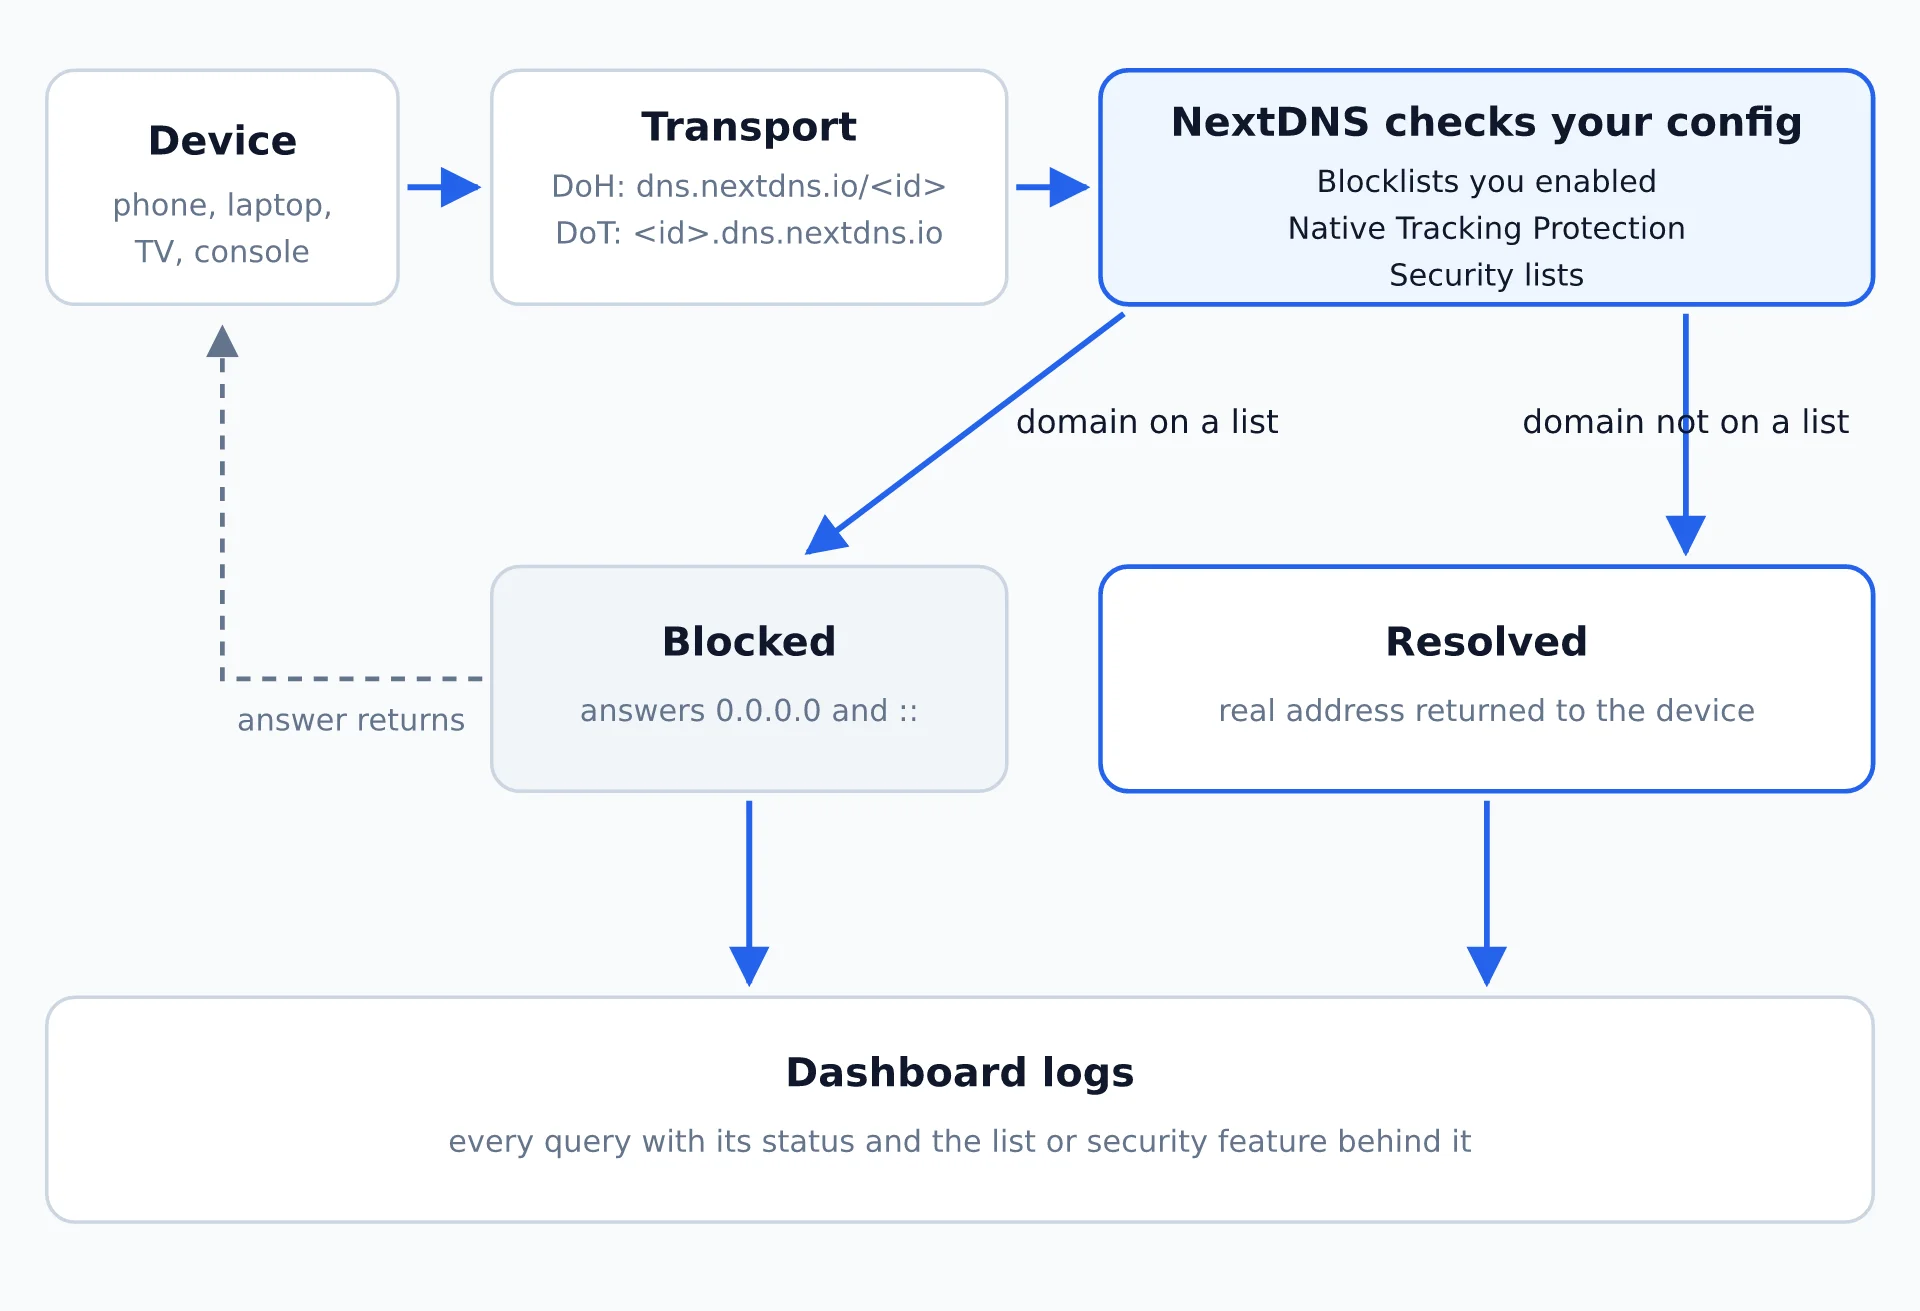 Device
phone, laptop,
TV, console
Transport
DoH: dns.nextdns.io/<id>
DoT: <id>.dns.nextdns.io
NextDNS checks your config
Blocklists you enabled
Native Tracking Protection
Security lists
domain on a list
domain not on a list
Blocked
answers 0.0.0.0 and ::
Resolved
real address returned to the device
answer returns
Dashboard logs
every query with its status and the list or security feature behind it